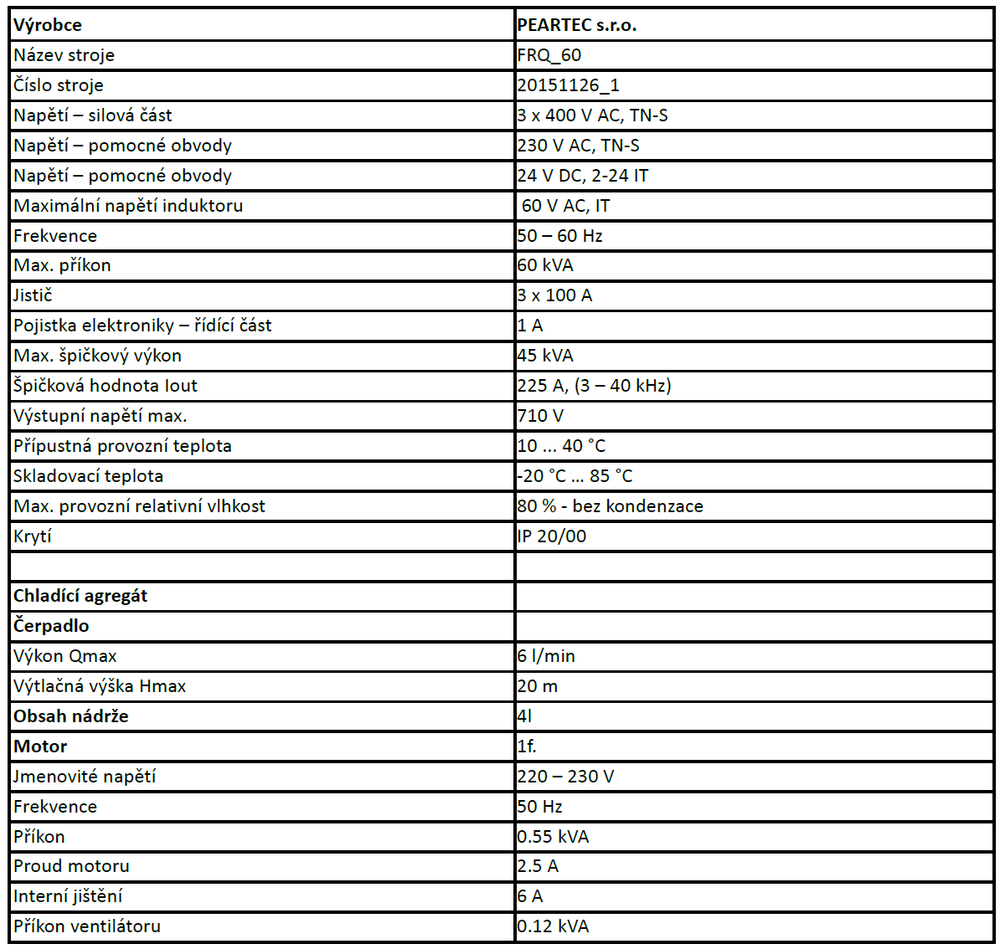 Výrobce PEARTEC s.r.o.
Název stroje FRQ_60
Číslo stroje 20151126_1
Napětí – silová část 3 x 400 V AC, TN-S
Napětí – pomocné obvody 230 V AC, TN-S
Napětí – pomocné obvody 24 V DC, 2-24 IT
Maximální napětí induktoru 60 V AC, IT
Frekvence 50 – 60 Hz
Max. příkon 60 kVA
Jistič 3 x 100 A
Pojistka elektroniky – řídící část 1 A
Max. špičkový výkon 45 kVA
Špičková hodnota Iout 225 A, (3 – 40 kHz)
Výstupní napětí max. 710 V
Přípustná provozní teplota 10 ... 40 °C
Skladovací teplota -20 °C ... 85 °C
Max. provozní relativní vlhkost 80 % - bez kondenzace
Krytí IP 20/00
Chladící agregát
Čerpadlo
Výkon Qmax 6 l/min
Výtlačná výška Hmax 20 m
Obsah nádrže 4l
Motor 1f.
Jmenovité napětí 220 – 230 V
Frekvence 50 Hz
Příkon 0.55 kVA
Proud motoru 2.5 A
Interní jištění 6 A
Příkon ventilátoru 0.12 kVA